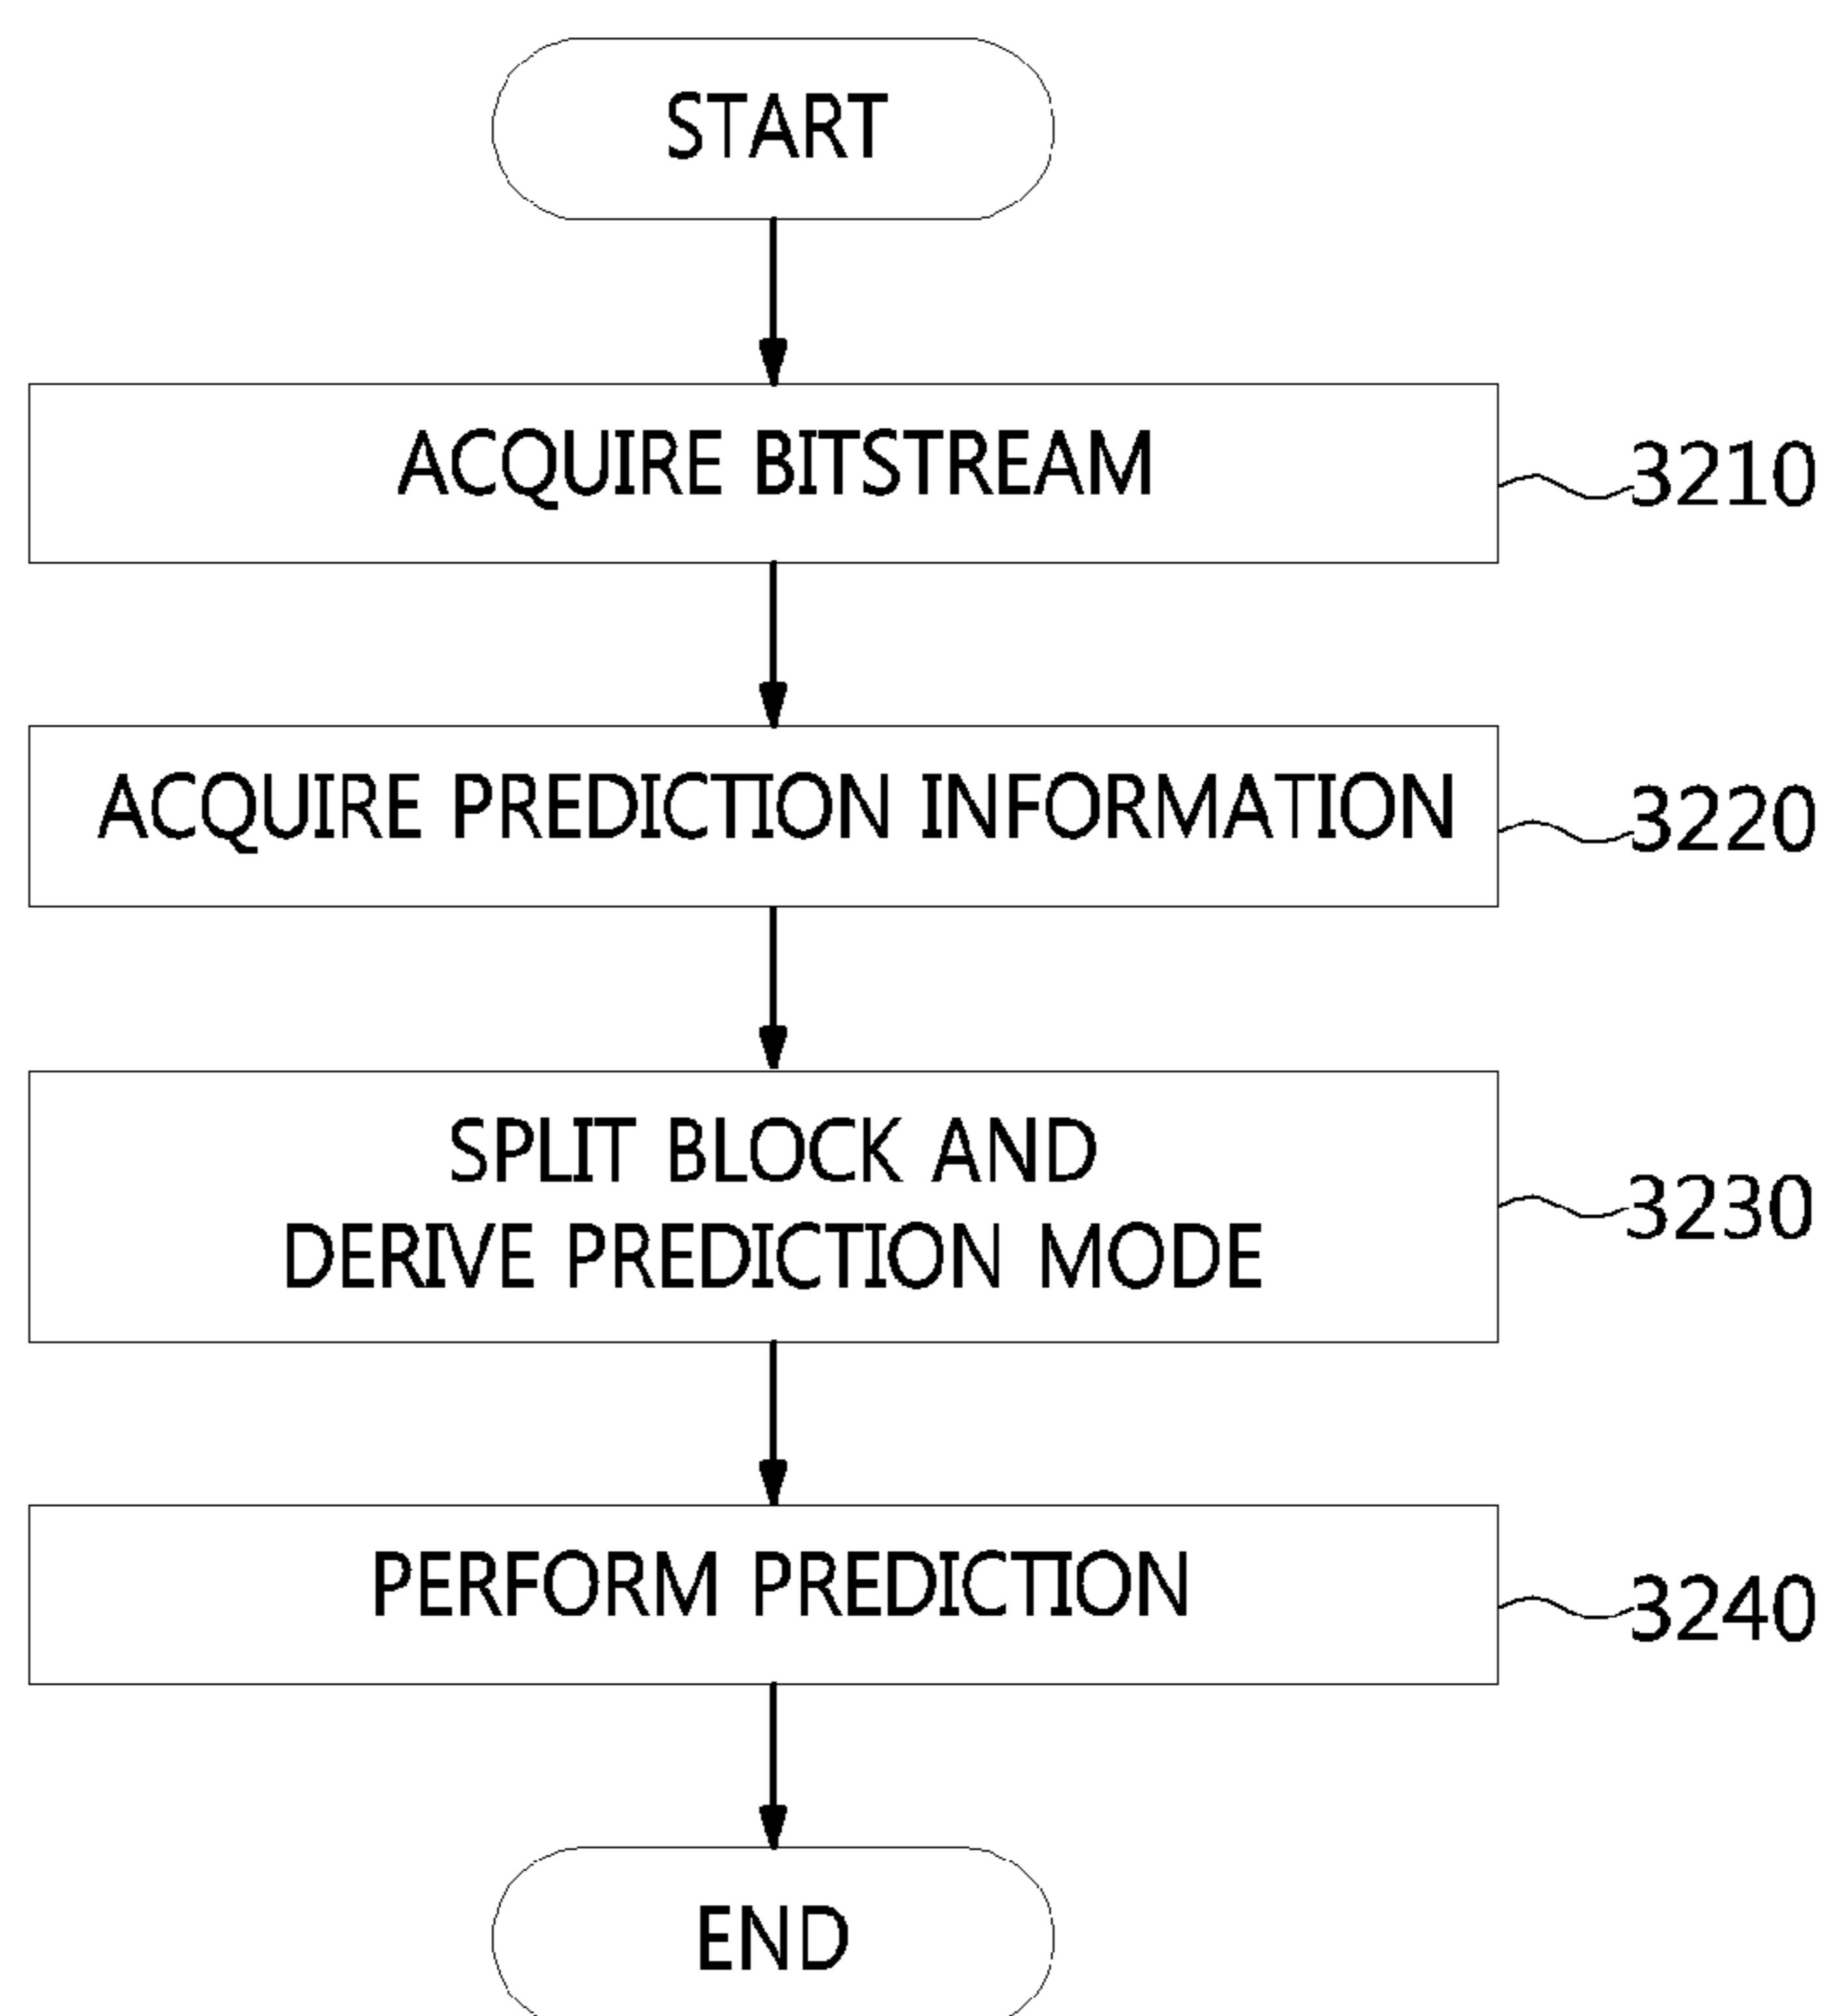 START
ACQUIRE BITSTREAM
3210
ACQUIRE PREDICTION INFORMATION
3220
SPLIT BLOCK AND
DERIVE PREDICTION MODE
3230
PERFORM PREDICTION
3240
END